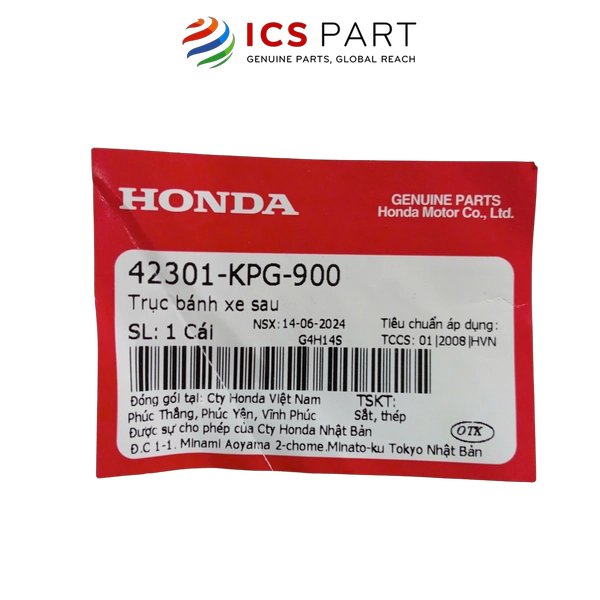 ICS PART
GENUINE PARTS, GLOBAL REACH
HONDA
GENUINE PARTS
Honda Motor Co., Ltd.
42301-KPG-900
Trục bánh xe sau
SL: 1 Cái
NSX: 14-06-2024
G4H14S
Tiêu chuẩn áp dụng:
TCCS: 01|2008|HVN
Đóng gói tại: Cty Honda Việt Nam
Phúc Thắng, Phúc Yên, Vĩnh Phúc
TSKT:
Sắt, thép
Được sự cho phép của Cty Honda Nhật Bản
Đ.C 1-1. Minami Aoyama 2-chome.Minato-ku Tokyo Nhật Bản
OTK